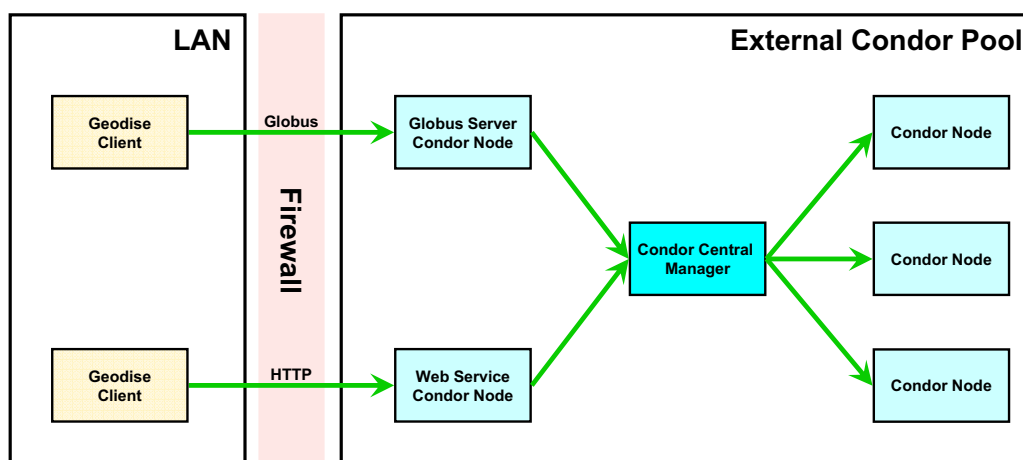 LAN
External Condor Pool
Geodise
Client
Globus
Globus Server
Condor Node
Condor Node
Firewall
Condor Central
Manager
Condor Node
Geodise
Client
HTTP
Web Service
Condor Node
Condor Node